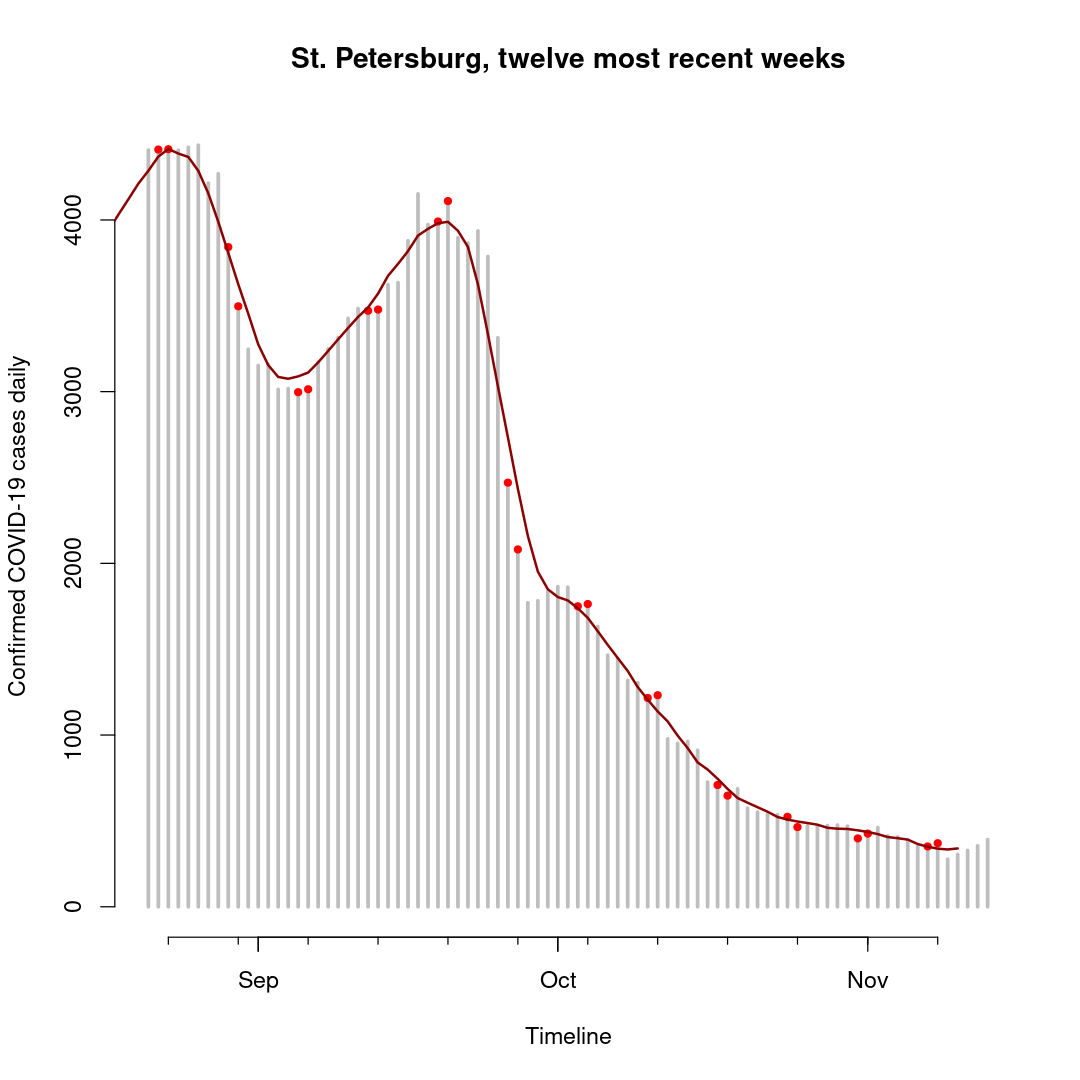 St. Petersburg, twelve most recent weeks
Confirmed COVID-19 cases daily
4000
3000
2000
1000
0
Sep Oct Nov
Timeline